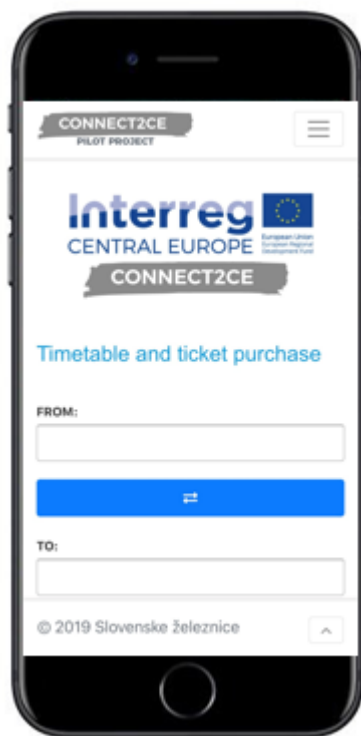 CONNECT2CE
PILOT PROJECT
Interreg
CENTRAL EUROPE
European Union
European Regional
Development Fund
CONNECT2CE
Timetable and ticket purchase
FROM:
TO:
© 2019 Slovenske železnice